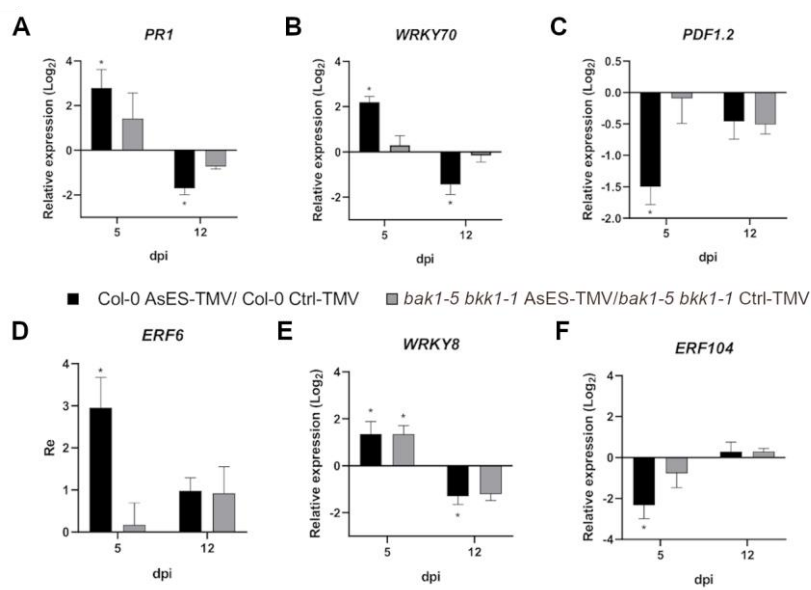 A
PR1
Relative expression (Log2)
4
2
0
-2
*
*
5
12
dpi
B
WRKY70
Relative expression (Log2)
4
2
0
-2
*
*
5
12
dpi
C
PDF1.2
Relative expression (Log2)
0.5
0.0
-0.5
-1.0
-1.5
-2.0
*
5
12
dpi
Col-0 AsES-TMV/ Col-0 Ctrl-TMV
bak1-5 bkk1-1 AsES-TMV/bak1-5 bkk1-1 Ctrl-TMV
D
ERF6
Re
4
3
2
1
0
*
5
12
dpi
E
WRKY8
Relative expression (Log2)
4
2
0
-2
* *
*
5
12
dpi
F
ERF104
Relative expression (Log2)
4
2
0
-2
-4
*
5
12
dpi